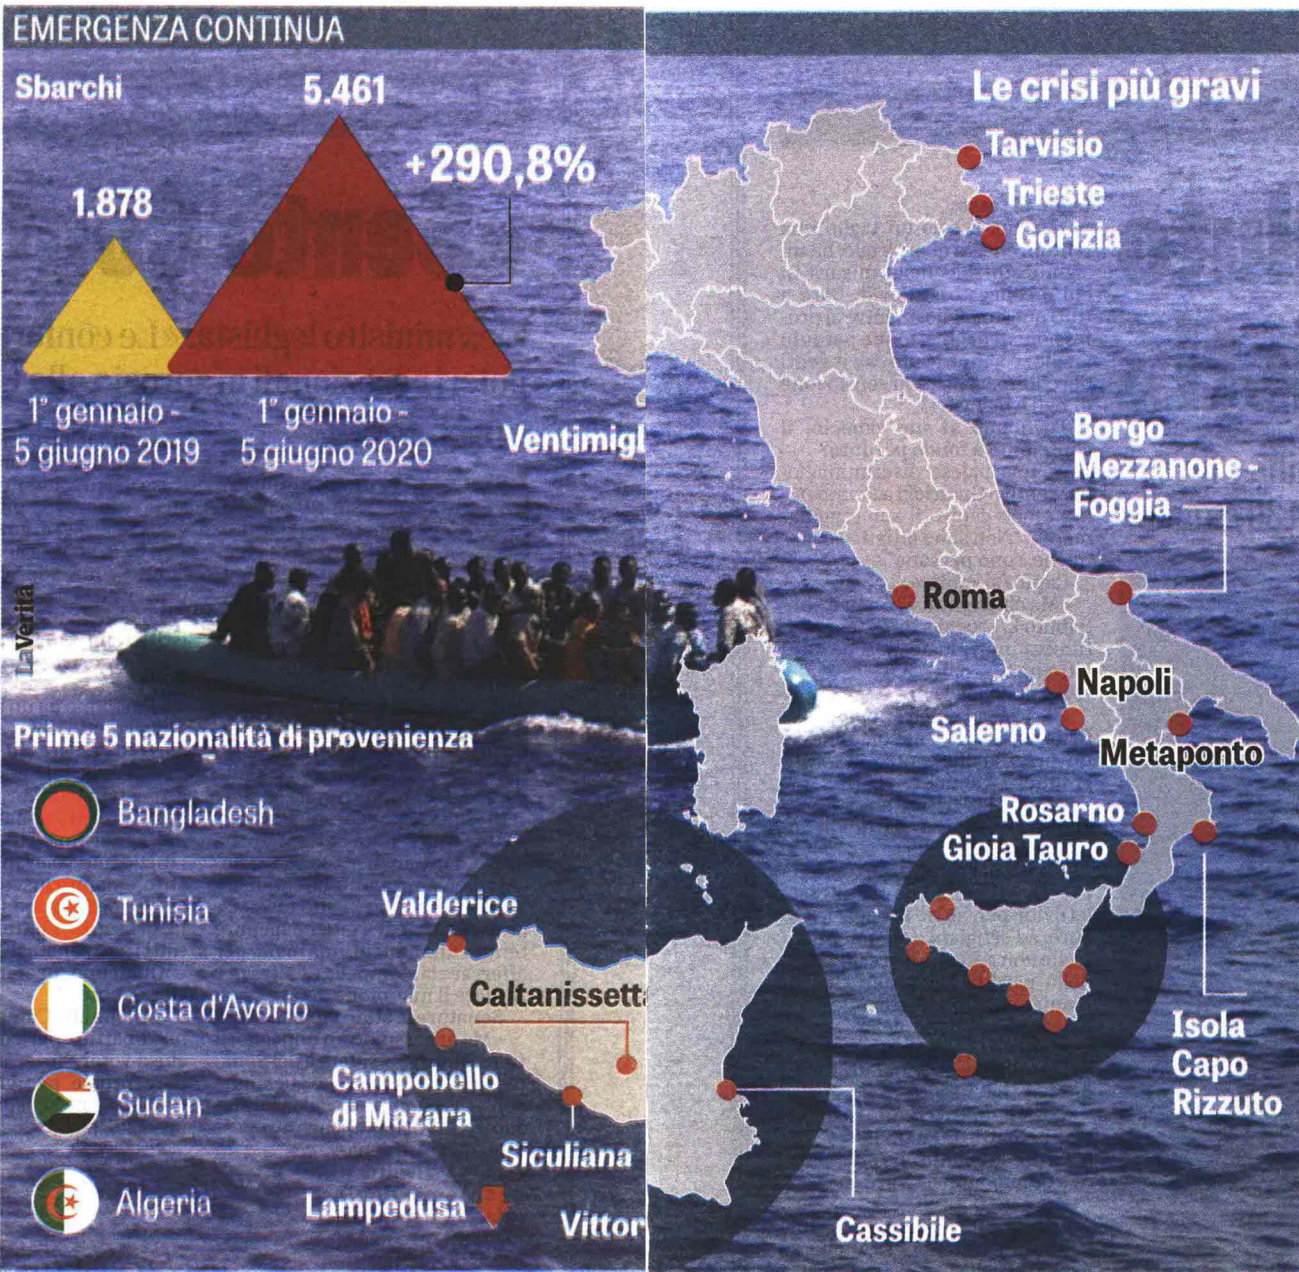 EMERGENZA CONTINUA
Sbarchi
5.461
+290,8%
1.878
1° gennaio -
5 giugno 2019
1° gennaio -
5 giugno 2020
Le crisi più gravi
Tarvisio
Trieste
Gorizia
Ventimigl
Borgo
Mezzanone -
Foggia
Roma
Napoli
Salerno
Metaponto
Rosarno
Gioia Tauro
Isola
Capo
Rizzuto
LaVerità
Prime 5 nazionalità di provenienza
Bangladesh
Tunisia
Costa d'Avorio
Sudan
Algeria
Valderice
Caltanissett
Campobello
di Mazara
Siculiana
Lampedusa
Vittor
Cassibile